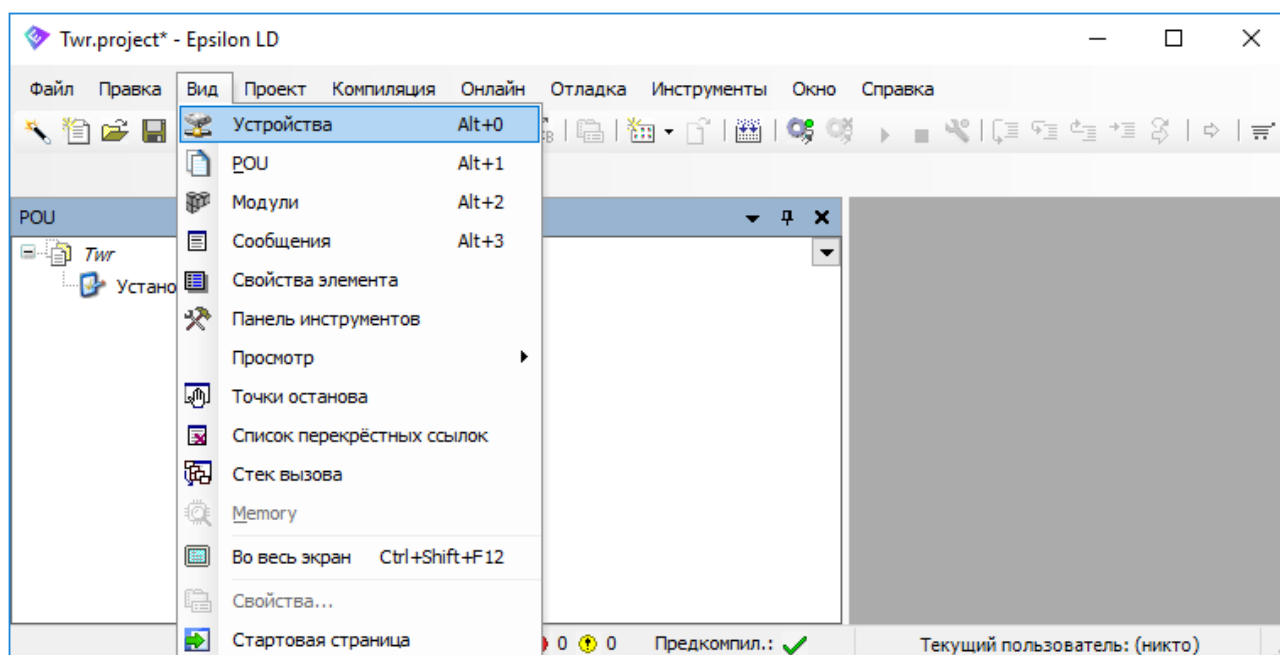 Twr.project* - Epsilon LD
Файл Правка Вид Проект Компиляция Онлайн Отладка Инструменты Окно Справка
Устройства Alt+0
POU Alt+1
Модули Alt+2
POU
Сообщения Alt+3
Twr
Свойства элемента
Устано
Панель инструментов
Просмотр
Точки останова
Список перекрёстных ссылок
Стек вызова
Memory
Во весь экран Ctrl+Shift+F12
Свойства...
Стартовая страница
0 0 Предкомпил.: Текущий пользователь: (никто)